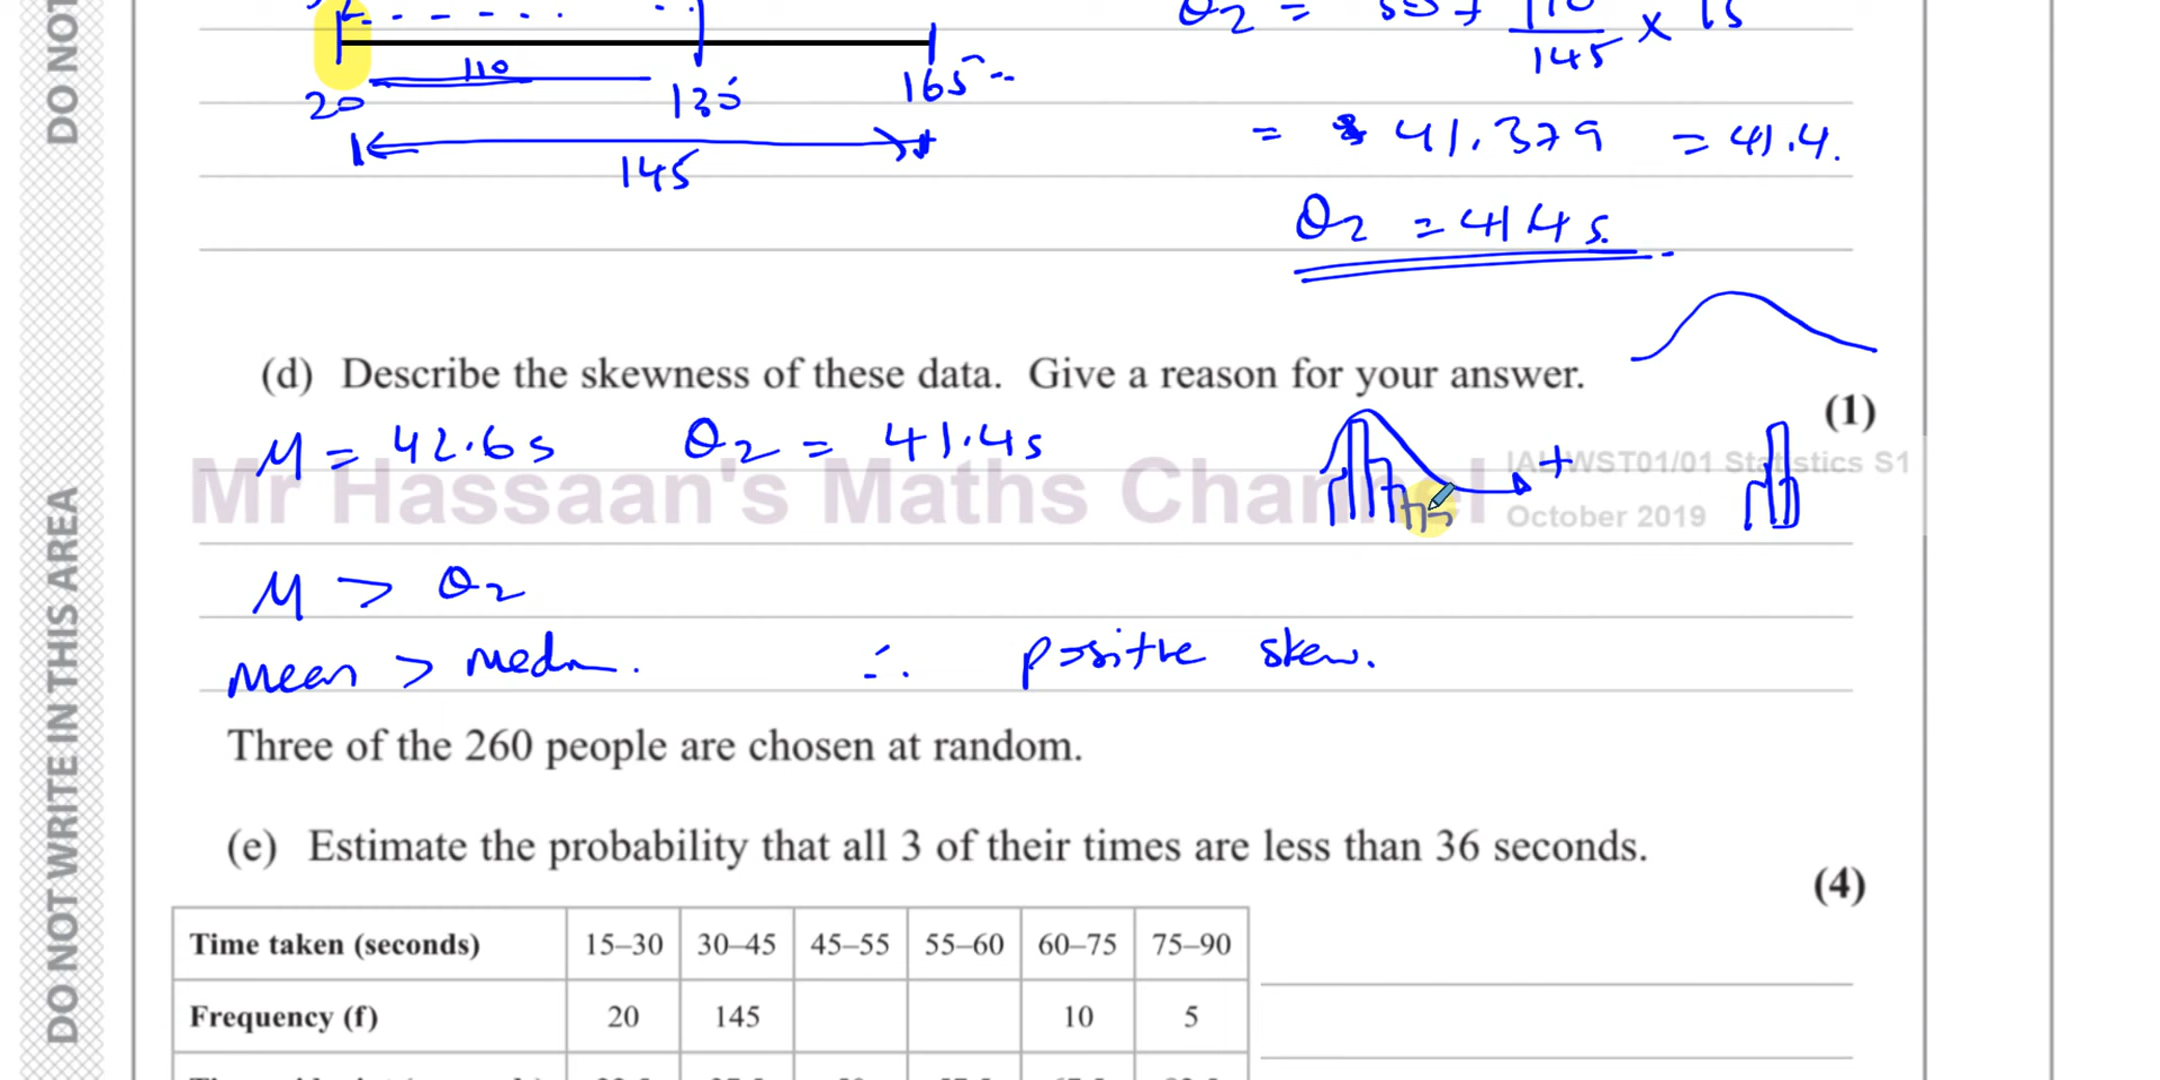 DO NOT
Q2 = 110/145 × 15
110
20 130 165
145
= 41.379 = 41.4.
Q2 = 41.4 s.
(d) Describe the skewness of these data. Give a reason for your answer.
(1)
M = 42.6s Q2 = 41.4s
+
Mr Hassaan's Maths Channel
IAL WST01/01 Statistics S1
October 2019
M > Q2
mean > medn. ∴ positive skew.
Three of the 260 people are chosen at random.
(e) Estimate the probability that all 3 of their times are less than 36 seconds.
(4)
Time taken (seconds) 15–30 30–45 45–55 55–60 60–75 75–90
Frequency (f) 20 145 10 5
DO NOT WRITE IN THIS AREA